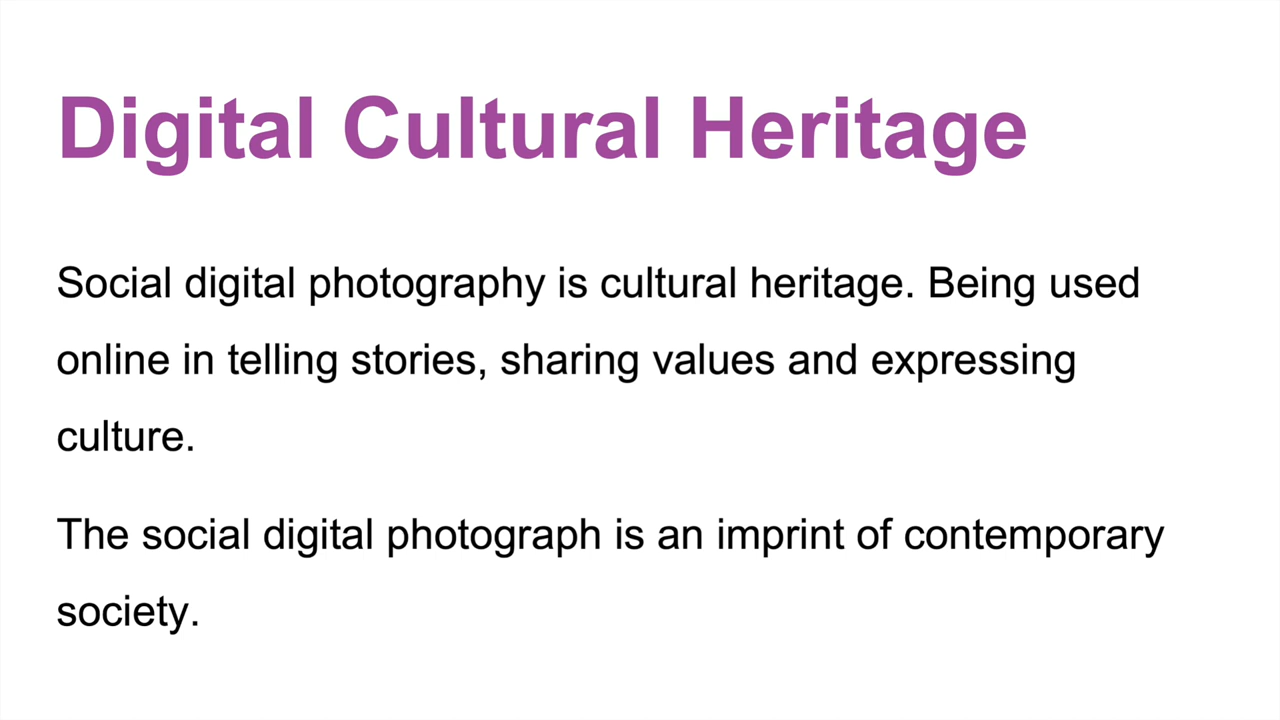 Digital Cultural Heritage
Social digital photography is cultural heritage. Being used
online in telling stories, sharing values and expressing
culture.
The social digital photograph is an imprint of contemporary
society.